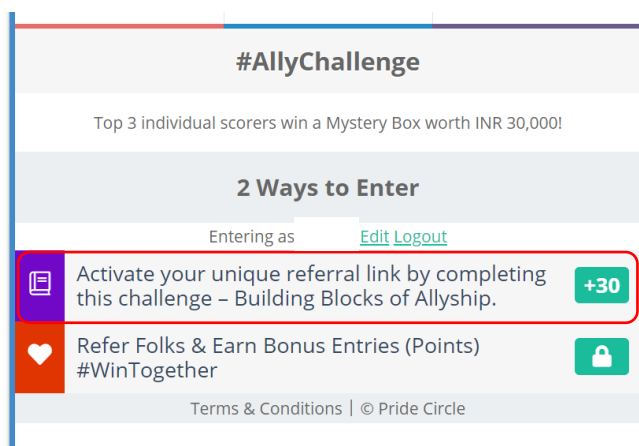 #AllyChallenge
Top 3 individual scorers win a Mystery Box worth INR 30,000!
2 Ways to Enter
Entering as Edit Logout
Activate your unique referral link by completing
this challenge – Building Blocks of Allyship.
+30
Refer Folks & Earn Bonus Entries (Points)
#WinTogether
Terms & Conditions | © Pride Circle